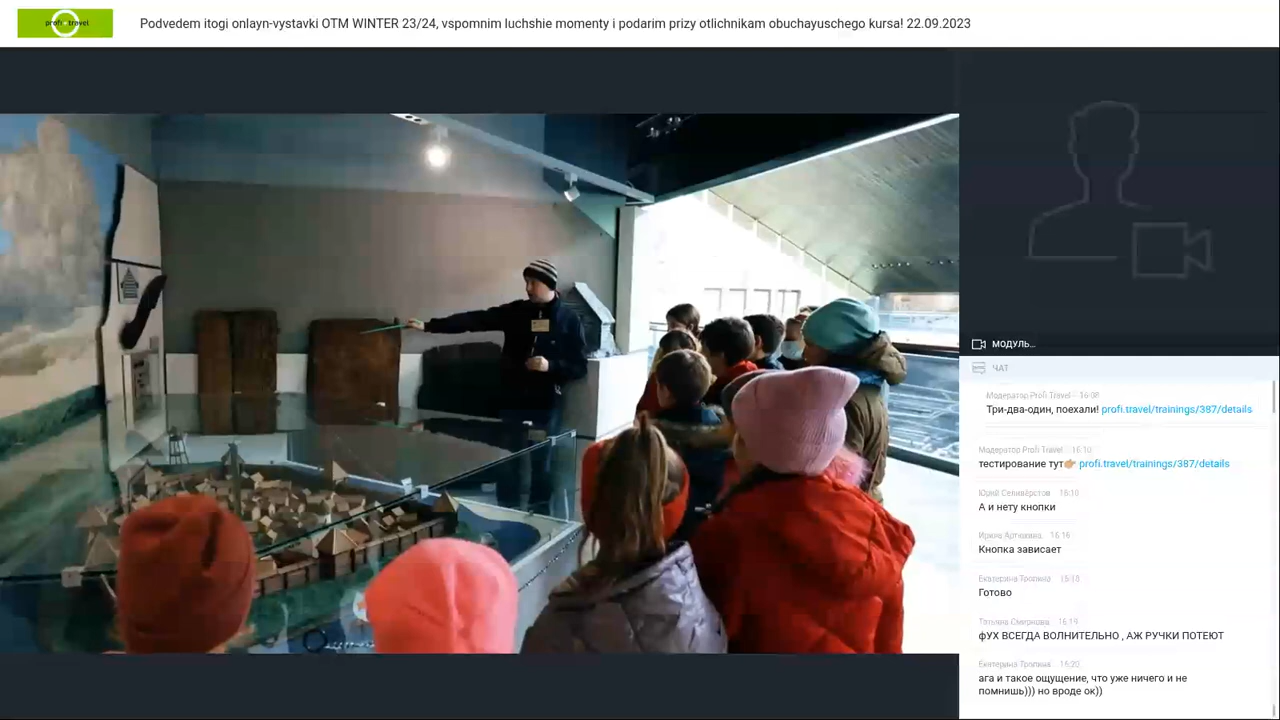 profi travel
Podvedem itogi onlayn-vystavki OTM WINTER 23/24, vspomnim luchshie momenty i podarim prizy otlichnikam obuchayuschego kursa! 22.09.2023
МОДУЛЬ...
ЧАТ
Модератор Profi Travel 16:08
Три-два-один, поехали! profi.travel/trainings/387/details
Модератор Profi Travel 16:10
тестирование тут👉🏼 profi.travel/trainings/387/details
Юрий Селивёрстов 16:10
А и нету кнопки
Ирина Артюхина 16:16
Кнопка зависает
Екатерина Тропина 16:18
Готово
Татьяна Смирнова 16:19
фУХ ВСЕГДА ВОЛНИТЕЛЬНО , АЖ РУЧКИ ПОТЕЮТ
Екатерина Тропина 16:20
ага и такое ощущение, что уже ничего и не
помнишь))) но вроде ок))